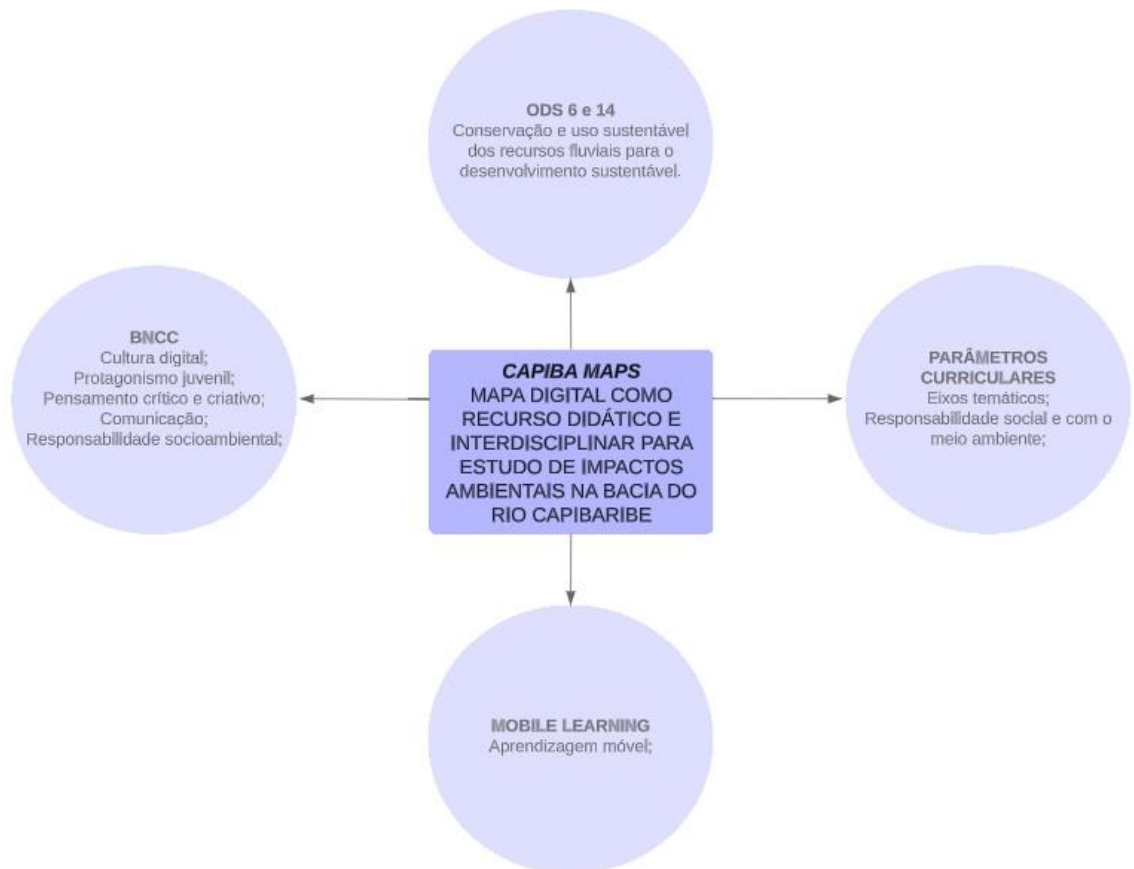 ODS 6 e 14
Conservação e uso sustentável
dos recursos fluviais para o
desenvolvimento sustentável.
BNCC
Cultura digital;
Protagonismo juvenil;
Pensamento crítico e criativo;
Comunicação;
Responsabilidade socioambiental;
CAPIBA MAPS
MAPA DIGITAL COMO
RECURSO DIDÁTICO E
INTERDISCIPLINAR PARA
ESTUDO DE IMPACTOS
AMBIENTAIS NA BACIA DO
RIO CAPIBARIBE
PARÂMETROS
CURRICULARES
Eixos temáticos;
Responsabilidade social e com o
meio ambiente;
MOBILE LEARNING
Aprendizagem móvel;